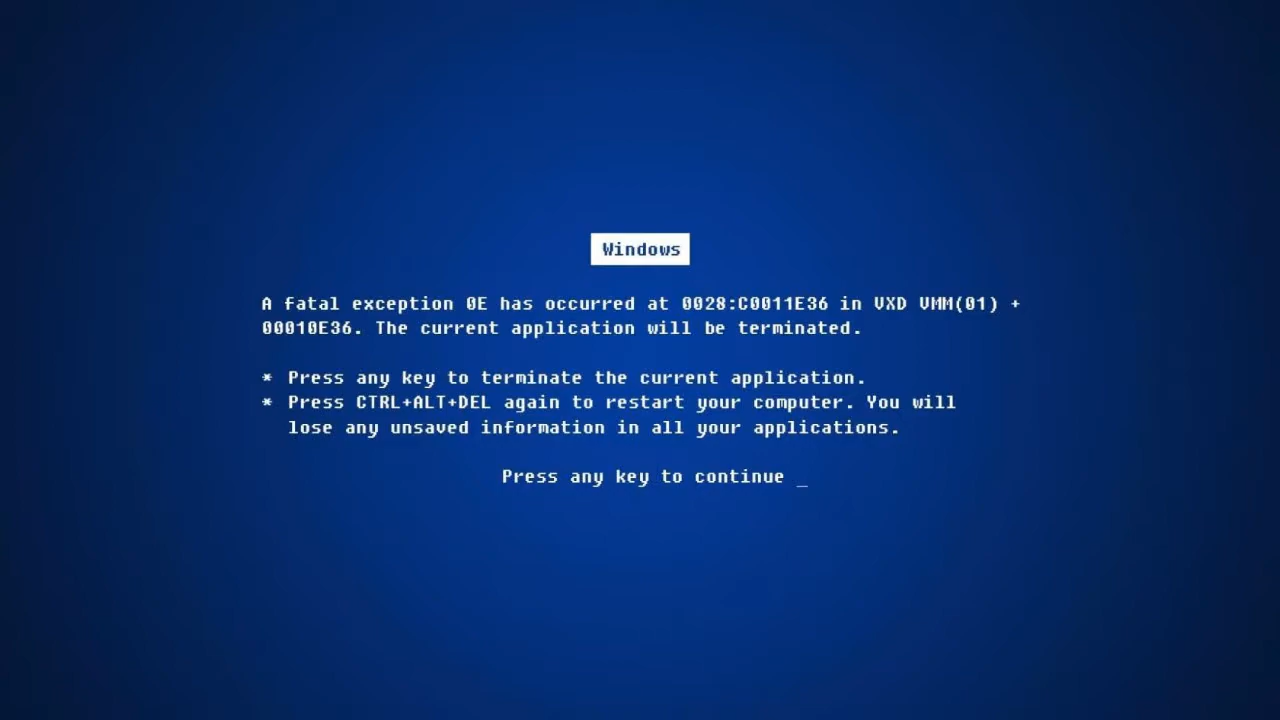 Windows
A fatal exception 0E has occurred at 0028:C0011E36 in VXD VMM(01) +
00010E36. The current application will be terminated.
* Press any key to terminate the current application.
* Press CTRL+ALT+DEL again to restart your computer. You will
lose any unsaved information in all your applications.
Press any key to continue _